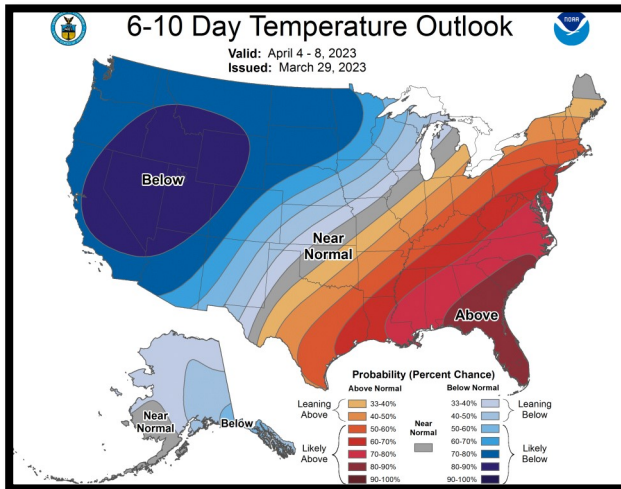 6-10 Day Temperature Outlook
NOAA
Valid: April 4 - 8, 2023
Issued: March 29, 2023
Below
Near
Normal
Above
Near
Normal
Below
Probability (Percent Chance)
Above Normal
Below Normal
Leaning
Above
33-40%
40-50%
Likely
Above
50-60%
60-70%
70-80%
80-90%
90-100%
Near
Normal
33-40%
40-50%
Leaning
Below
50-60%
60-70%
70-80%
80-90%
90-100%
Likely
Below